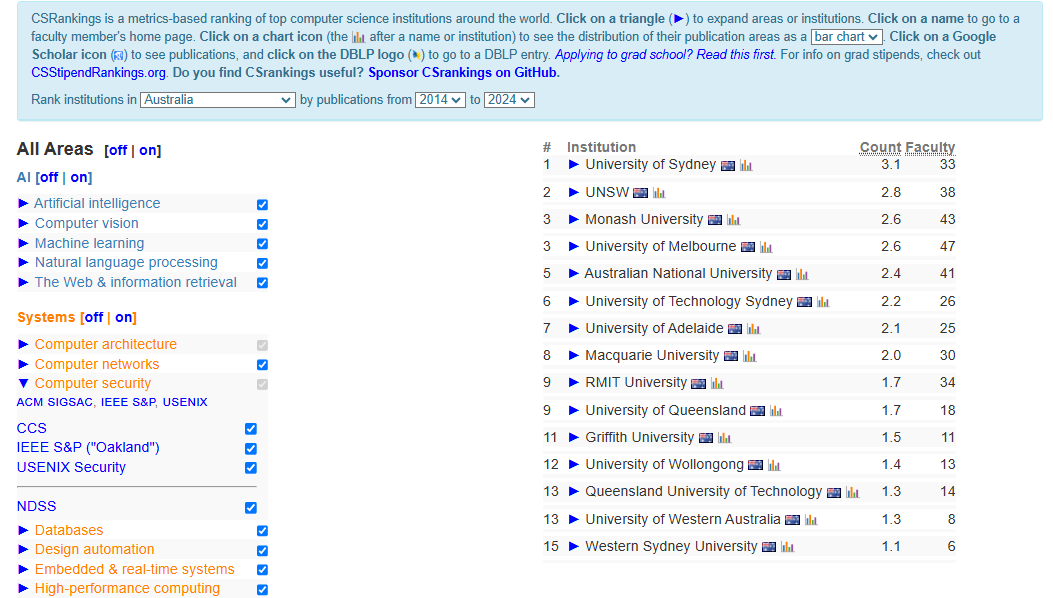 CSRankings is a metrics-based ranking of top computer science institutions around the world. Click on a triangle (►) to expand areas or institutions. Click on a name to go to a
faculty member's home page. Click on a chart icon (the after a name or institution) to see the distribution of their publication areas as a bar chart. Click on a Google
Scholar icon () to see publications, and click on the DBLP logo () to go to a DBLP entry. Applying to grad school? Read this first. For info on grad stipends, check out
CSStipendRankings.org. Do you find CSrankings useful? Sponsor CSrankings on GitHub.
Rank institutions in Australia by publications from 2014 to 2024
All Areas [off | on]
AI [off | on]
► Artificial intelligence
► Computer vision
► Machine learning
► Natural language processing
► The Web & information retrieval
Systems [off | on]
► Computer architecture
► Computer networks
▼ Computer security
ACM SIGSAC, IEEE S&P, USENIX
CCS
IEEE S&P ("Oakland")
USENIX Security
NDSS
► Databases
► Design automation
► Embedded & real-time systems
► High-performance computing
# Institution Count Faculty
1 ► University of Sydney 3.1 33
2 ► UNSW 2.8 38
3 ► Monash University 2.6 43
3 ► University of Melbourne 2.6 47
5 ► Australian National University 2.4 41
6 ► University of Technology Sydney 2.2 26
7 ► University of Adelaide 2.1 25
8 ► Macquarie University 2.0 30
9 ► RMIT University 1.7 34
9 ► University of Queensland 1.7 18
11 ► Griffith University 1.5 11
12 ► University of Wollongong 1.4 13
13 ► Queensland University of Technology 1.3 14
13 ► University of Western Australia 1.3 8
15 ► Western Sydney University 1.1 6